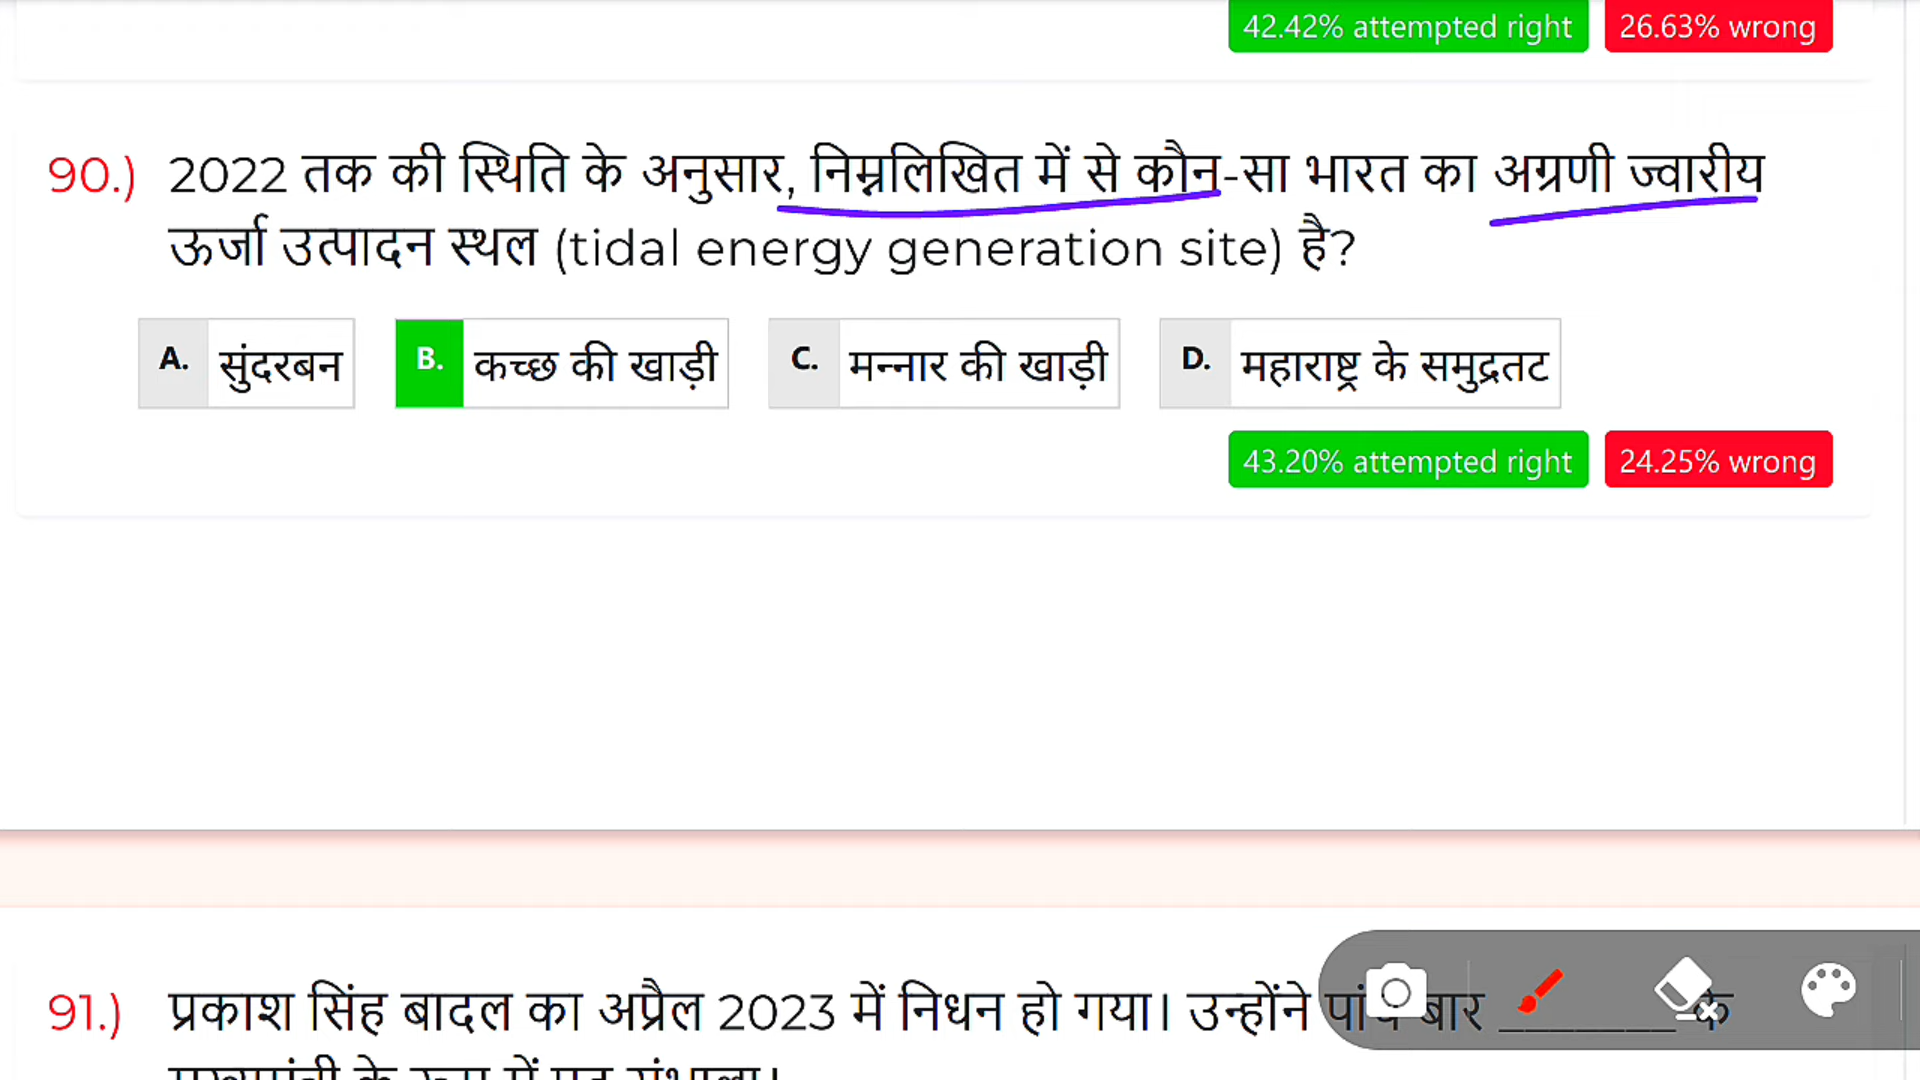 42.42% attempted right 26.63% wrong
90.) 2022 तक की स्थिति के अनुसार, निम्नलिखित में से कौन-सा भारत का अग्रणी ज्वारीय
ऊर्जा उत्पादन स्थल (tidal energy generation site) है?
A. सुंदरबन B. कच्छ की खाड़ी C. मन्नार की खाड़ी D. महाराष्ट्र के समुद्रतट
43.20% attempted right 24.25% wrong
91.) प्रकाश सिंह बादल का अप्रैल 2023 में निधन हो गया। उन्होंने पांच बार ________ के